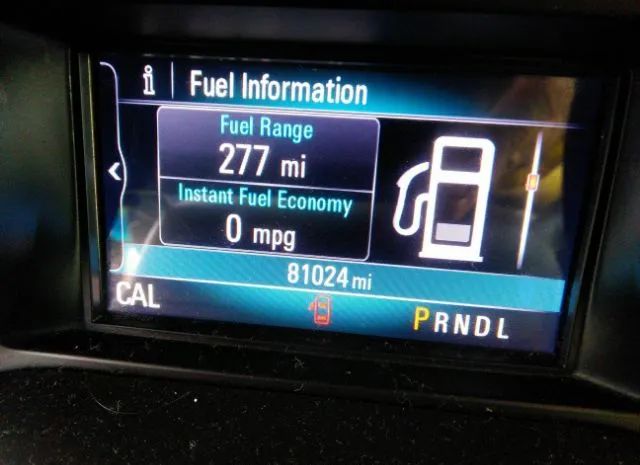 i Fuel Information
Fuel Range
277 mi
Instant Fuel Economy
0 mpg
81024 mi
CAL
PRNDL